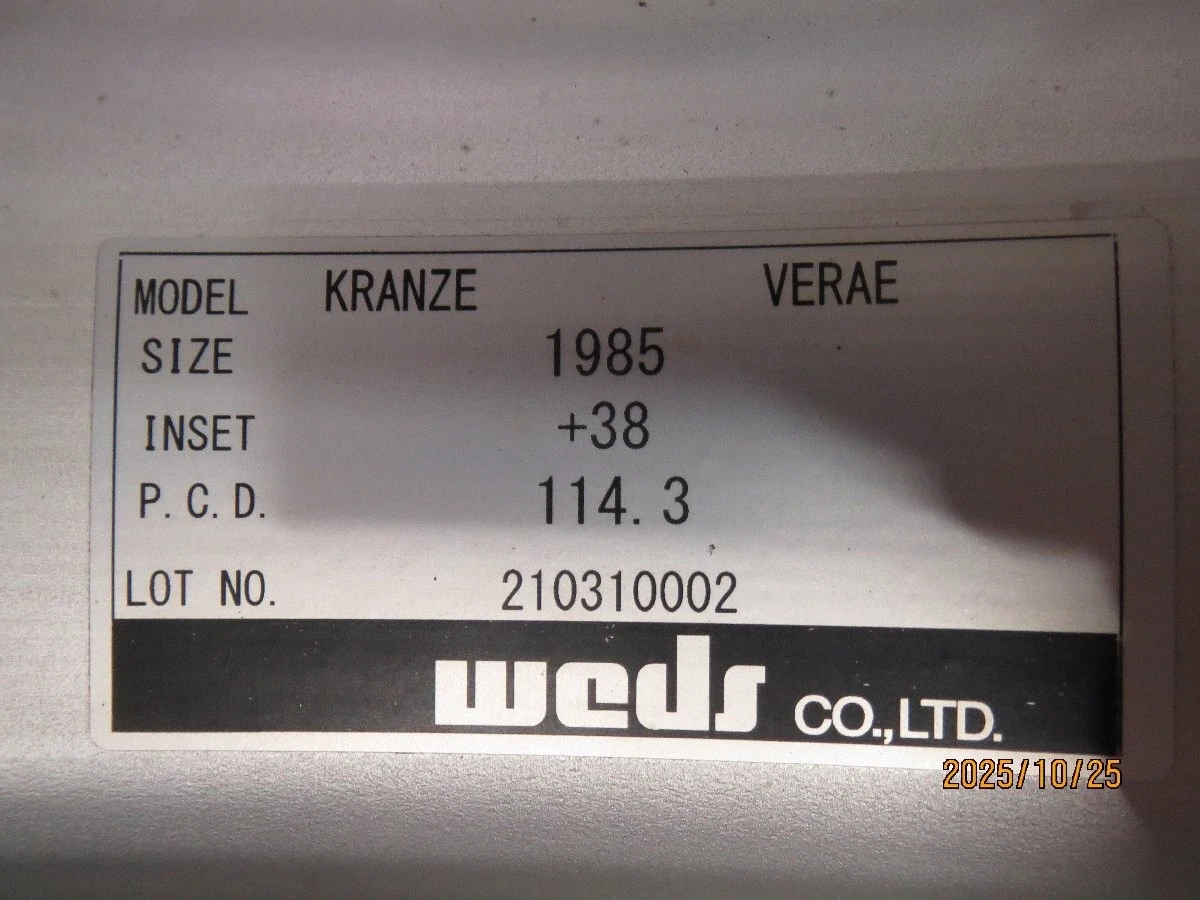 MODEL KRANZE VERAE
SIZE 1985
INSET +38
P.C.D. 114.3
LOT NO. 210310002
weds CO.,LTD.
2025/10/25